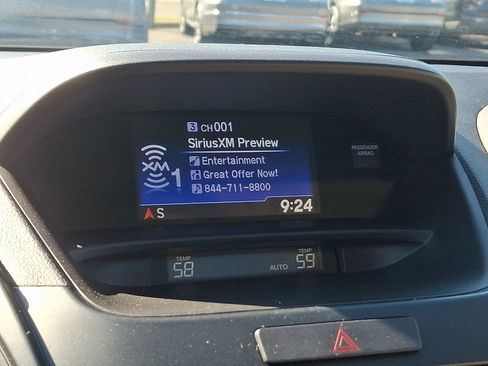 3 CH001
SiriusXM Preview
Entertainment
Great Offer Now!
844-711-8800
XM
1
S
9:24
PASSENGER
AIRBAG
TEMP
58
AUTO
TEMP
59